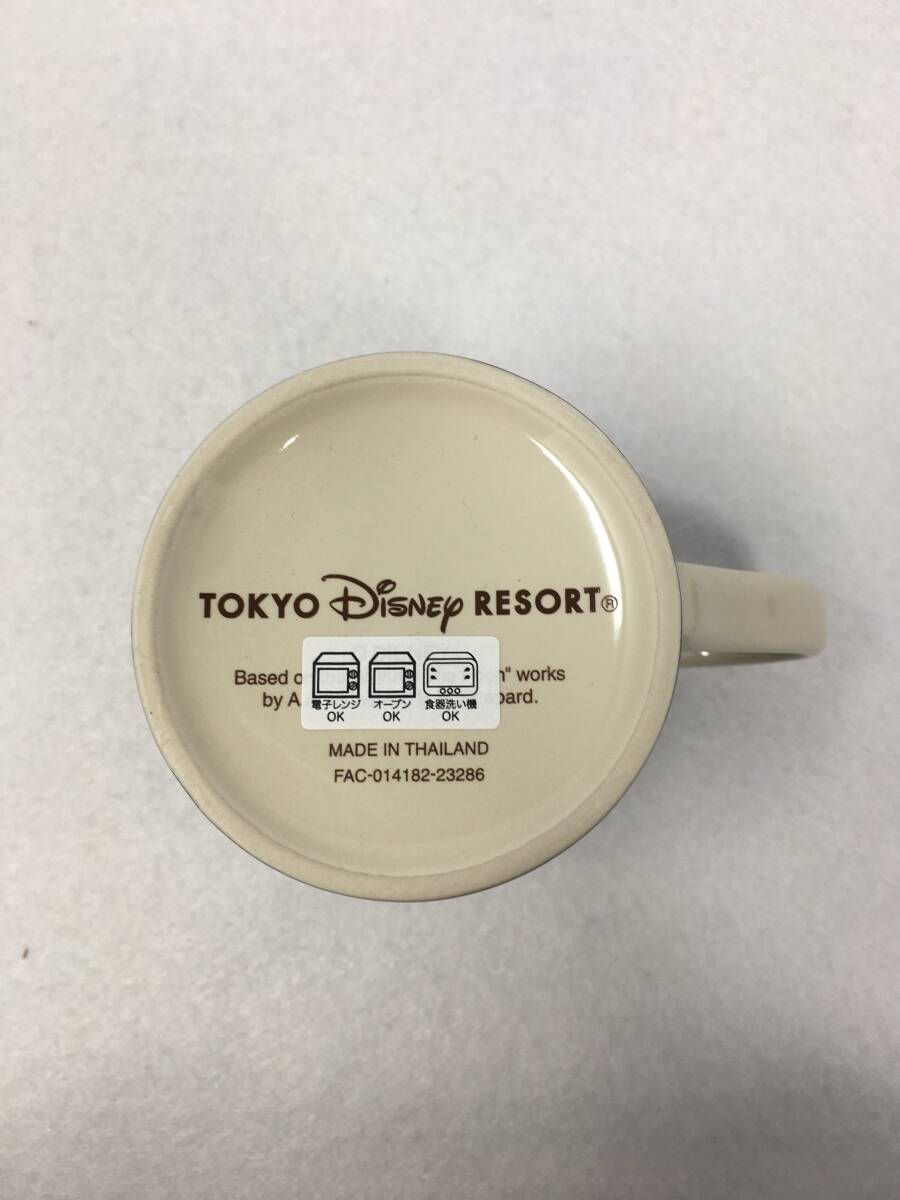 TOKYO Disney RESORT®
Based o n" works
by A. pard.
電子レンジ オーブン 食器洗い機
OK OK OK
MADE IN THAILAND
FAC-014182-23286